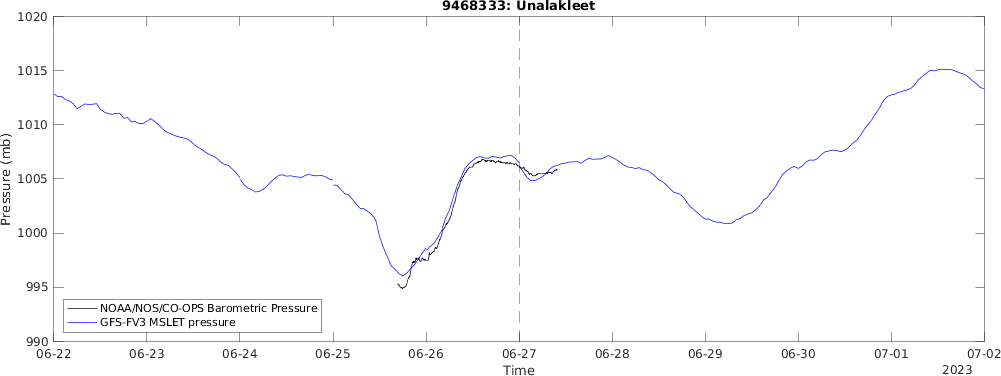 9468333: Unalakleet
1020
1015
1010
1005
1000
995
990
Pressure (mb)
NOAA/NOS/CO-OPS Barometric Pressure
GFS-FV3 MSLET pressure
06-22 06-23 06-24 06-25 06-26 06-27 06-28 06-29 06-30 07-01 07-02
Time
2023